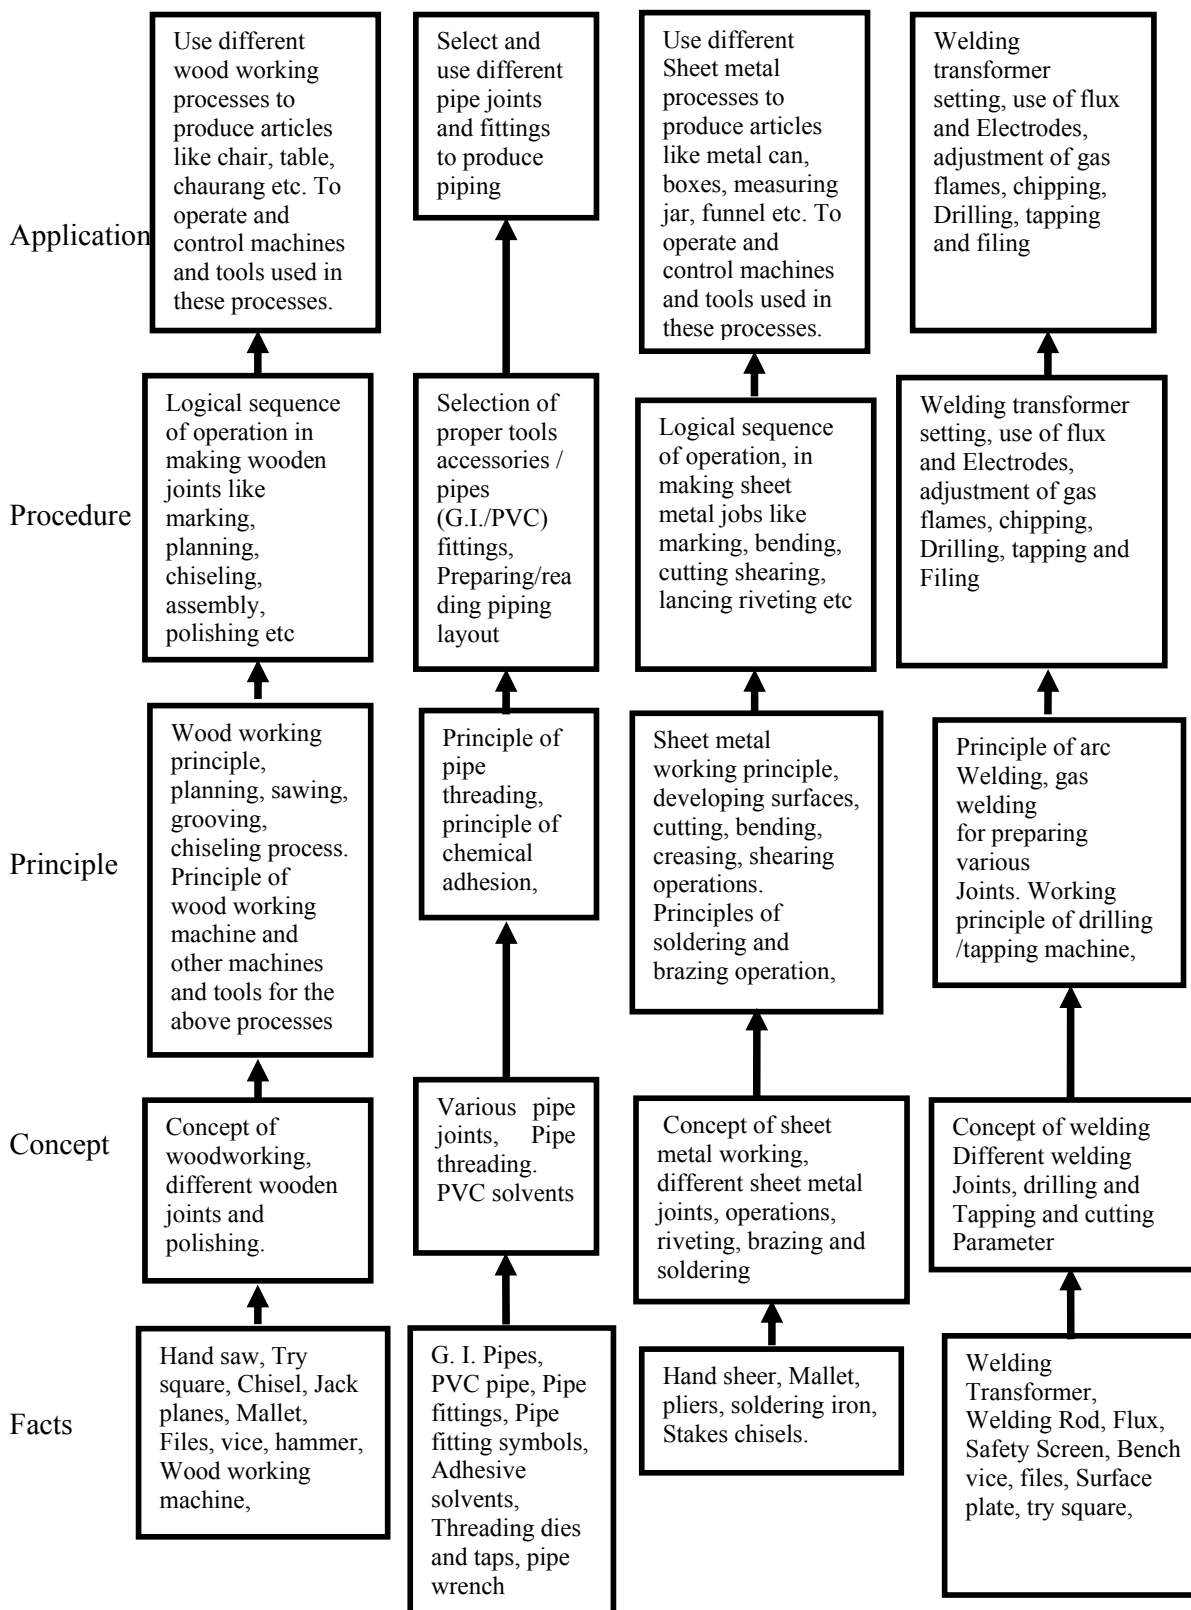 Application
Use different
wood working
processes to
produce articles
like chair, table,
chaurang etc. To
operate and
control machines
and tools used in
these processes.
Select and
use different
pipe joints
and fittings
to produce
piping
Use different
Sheet metal
processes to
produce articles
like metal can,
boxes, measuring
jar, funnel etc. To
operate and
control machines
and tools used in
these processes.
Welding
transformer
setting, use of flux
and Electrodes,
adjustment of gas
flames, chipping,
Drilling, tapping
and filing
Procedure
Logical sequence
of operation in
making wooden
joints like
marking,
planning,
chiseling,
assembly,
polishing etc
Selection of
proper tools
accessories /
pipes
(G.I./PVC)
fittings,
Preparing/rea
ding piping
layout
Logical sequence
of operation, in
making sheet
metal jobs like
marking, bending,
cutting shearing,
lancing riveting etc
Welding transformer
setting, use of flux
and Electrodes,
adjustment of gas
flames, chipping,
Drilling, tapping and
Filing
Principle
Wood working
principle,
planning, sawing,
grooving,
chiseling process.
Principle of
wood working
machine and
other machines
and tools for the
above processes
Principle of
pipe
threading,
principle of
chemical
adhesion,
Sheet metal
working principle,
developing surfaces,
cutting, bending,
creasing, shearing
operations.
Principles of
soldering and
brazing operation,
Principle of arc
Welding, gas
welding
for preparing
various
Joints. Working
principle of drilling
/tapping machine,
Concept
Concept of
woodworking,
different wooden
joints and
polishing.
Various pipe
joints, Pipe
threading.
PVC solvents
Concept of sheet
metal working,
different sheet metal
joints, operations,
riveting, brazing and
soldering
Concept of welding
Different welding
Joints, drilling and
Tapping and cutting
Parameter
Facts
Hand saw, Try
square, Chisel, Jack
planes, Mallet,
Files, vice, hammer,
Wood working
machine,
G. I. Pipes,
PVC pipe, Pipe
fittings, Pipe
fitting symbols,
Adhesive
solvents,
Threading dies
and taps, pipe
wrench
Hand sheer, Mallet,
pliers, soldering iron,
Stakes chisels.
Welding
Transformer,
Welding Rod, Flux,
Safety Screen, Bench
vice, files, Surface
plate, try square,